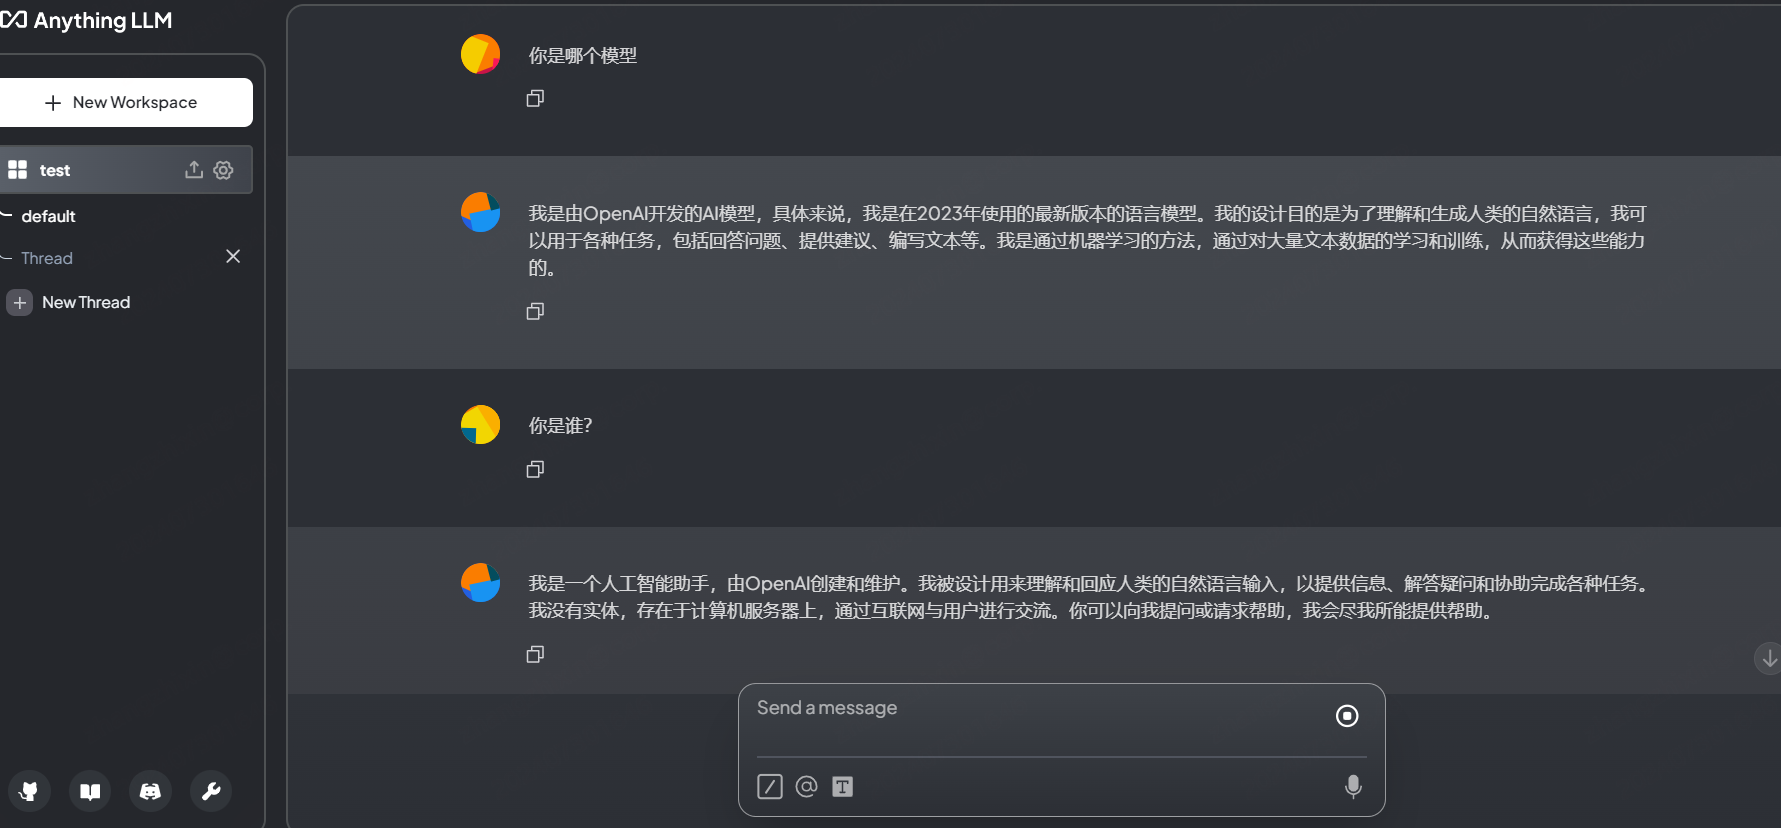 Anything LLM
New Workspace
test
default
Thread
New Thread
你是哪个模型
我是由OpenAI开发的AI模型，具体来说，我是在2023年使用的最新版本的语言模型。我的设计目的是为了理解和生成人类的自然语言，我可
以用于各种任务，包括回答问题、提供建议、编写文本等。我是通过机器学习的方法，通过对大量文本数据的学习和训练，从而获得这些能力
的。
你是谁?
我是一个人工智能助手，由OpenAI创建和维护。我被设计用来理解和回应人类的自然语言输入，以提供信息、解答疑问和协助完成各种任务。
我没有实体，存在于计算机服务器上，通过互联网与用户进行交流。你可以向我提问或请求帮助，我会尽我所能提供帮助。
Send a message